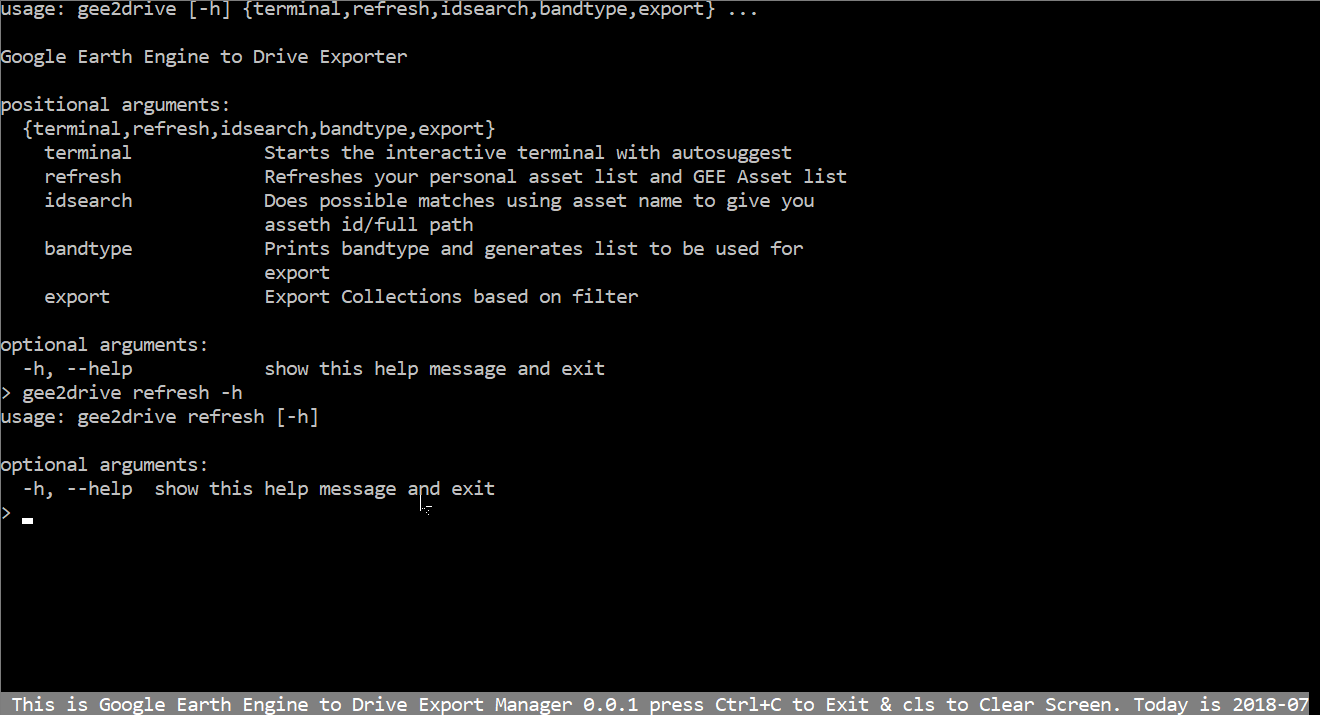 usage: gee2drive [-h] {terminal,refresh,idsearch,bandtype,export} ...
Google Earth Engine to Drive Exporter
positional arguments:
{terminal,refresh,idsearch,bandtype,export}
terminal Starts the interactive terminal with autosuggest
refresh Refreshes your personal asset list and GEE Asset list
idsearch Does possible matches using asset name to give you
asseth id/full path
bandtype Prints bandtype and generates list to be used for
export
export Export Collections based on filter
optional arguments:
-h, --help show this help message and exit
> gee2drive refresh -h
usage: gee2drive refresh [-h]
optional arguments:
-h, --help show this help message and exit
>
This is Google Earth Engine to Drive Export Manager 0.0.1 press Ctrl+C to Exit & cls to Clear Screen. Today is 2018-07